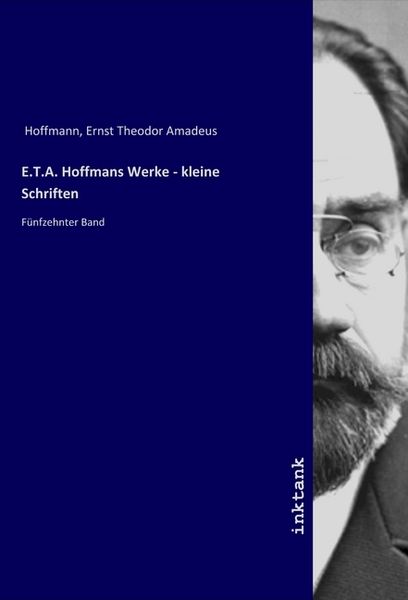 Hoffmann, Ernst Theodor Amadeus
E.T.A. Hoffmans Werke - kleine
Schriften
Fünfzehnter Band
inktank